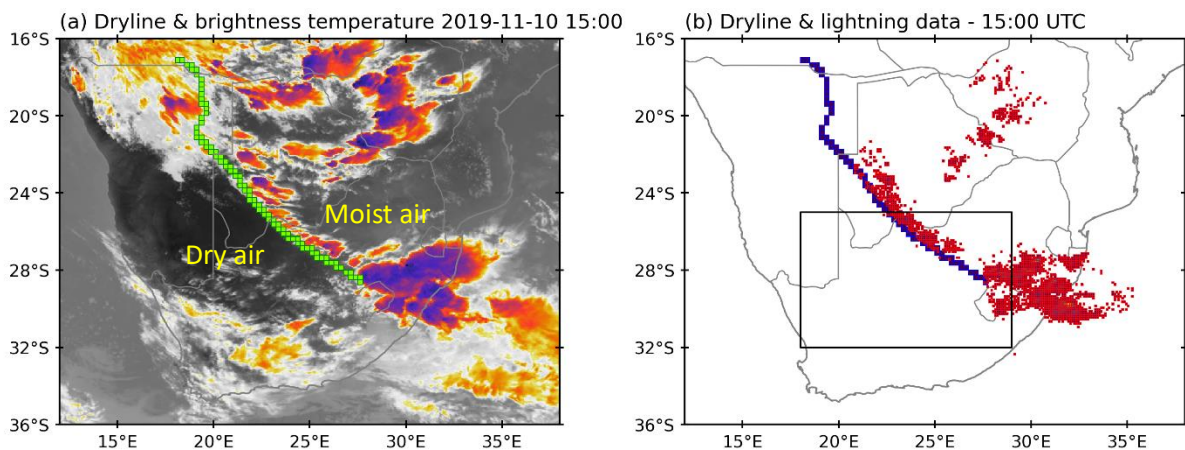 (a) Dryline & brightness temperature 2019-11-10 15:00
16°S
20°S
24°S
28°S
32°S
36°S
Moist air
Dry air
15°E 20°E 25°E 30°E 35°E
(b) Dryline & lightning data - 15:00 UTC
16°S
20°S
24°S
28°S
32°S
36°S
15°E 20°E 25°E 30°E 35°E